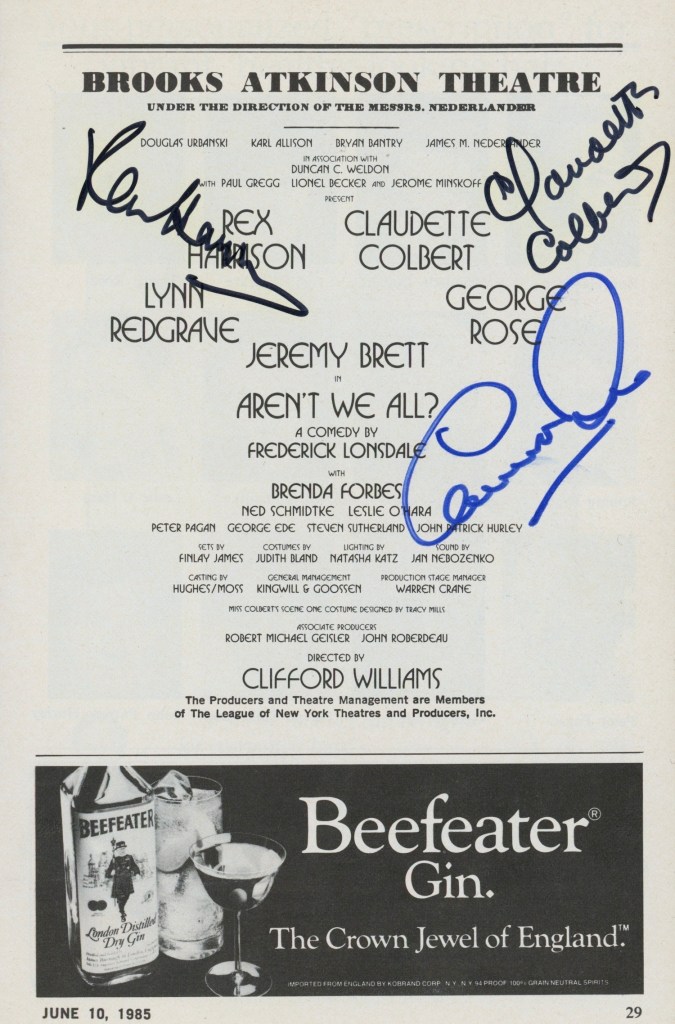 BROOKS ATKINSON THEATRE
UNDER THE DIRECTION OF THE MESSRS. NEDERLANDER
DOUGLAS URBANSKI KARL ALLISON BRYAN BANTRY JAMES M. NEDERLANDER
IN ASSOCIATION WITH
DUNCAN C. WELDON
WITH PAUL GREGG LIONEL BECKER AND JEROME MINSKOFF
PRESENT
REX HARRISON
CLAUDETTE COLBERT
Rex Harrison
Claudette
Colbert
LYNN REDGRAVE
GEORGE ROSE
JEREMY BRETT
IN
AREN'T WE ALL?
A COMEDY BY
FREDERICK LONSDALE
WITH
BRENDA FORBES
NED SCHMIDTKE LESLIE O'HARA
PETER PAGAN GEORGE EDE STEVEN SUTHERLAND JOHN PATRICK HURLEY
SETS BY COSTUMES BY LIGHTING BY SOUND BY
FINLAY JAMES JUDITH BLAND NATASHA KATZ JAN NEBOZENKO
CASTING BY GENERAL MANAGEMENT PRODUCTION STAGE MANAGER
HUGHES/MOSS KINGWILL & GOOSSEN WARREN CRANE
MISS COLBERT'S SCENE ONE COSTUME DESIGNED BY TRACY MILLS
ASSOCIATE PRODUCERS
ROBERT MICHAEL GEISLER JOHN ROBERDEAU
DIRECTED BY
CLIFFORD WILLIAMS
The Producers and Theatre Management are Members
of The League of New York Theatres and Producers, Inc.
BEEFEATER
London Distilled
Dry Gin
Beefeater®
Gin.
The Crown Jewel of England.™
IMPORTED FROM ENGLAND BY KOBRAND CORP. N.Y. N.Y. 94 PROOF 100% GRAIN NEUTRAL SPIRITS
JUNE 10, 1985
29